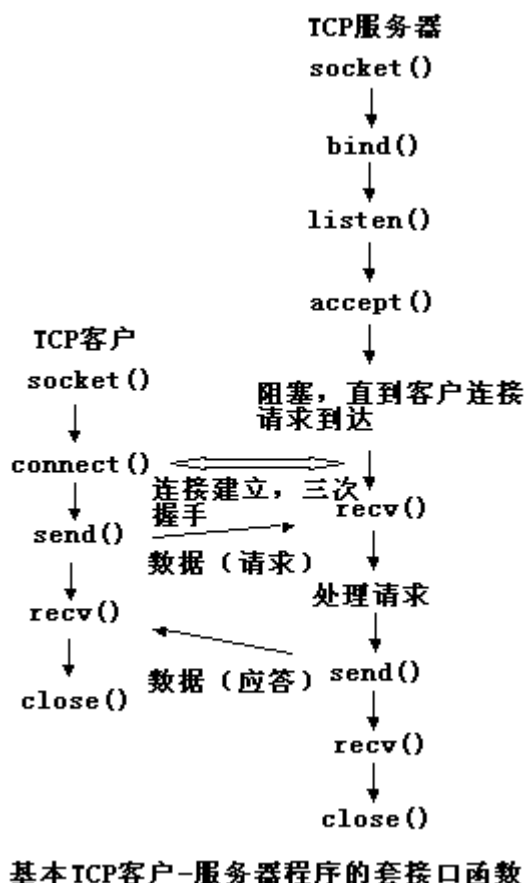 TCP服务器
socket()
bind()
listen()
accept()
阻塞，直到客户连接
请求到达
TCP客户
socket()
connect()
连接建立，三次
握手
send()
数据（请求）
recv()
数据（应答）
close()
recv()
处理请求
send()
recv()
close()
基本TCP客户-服务器程序的套接口函数